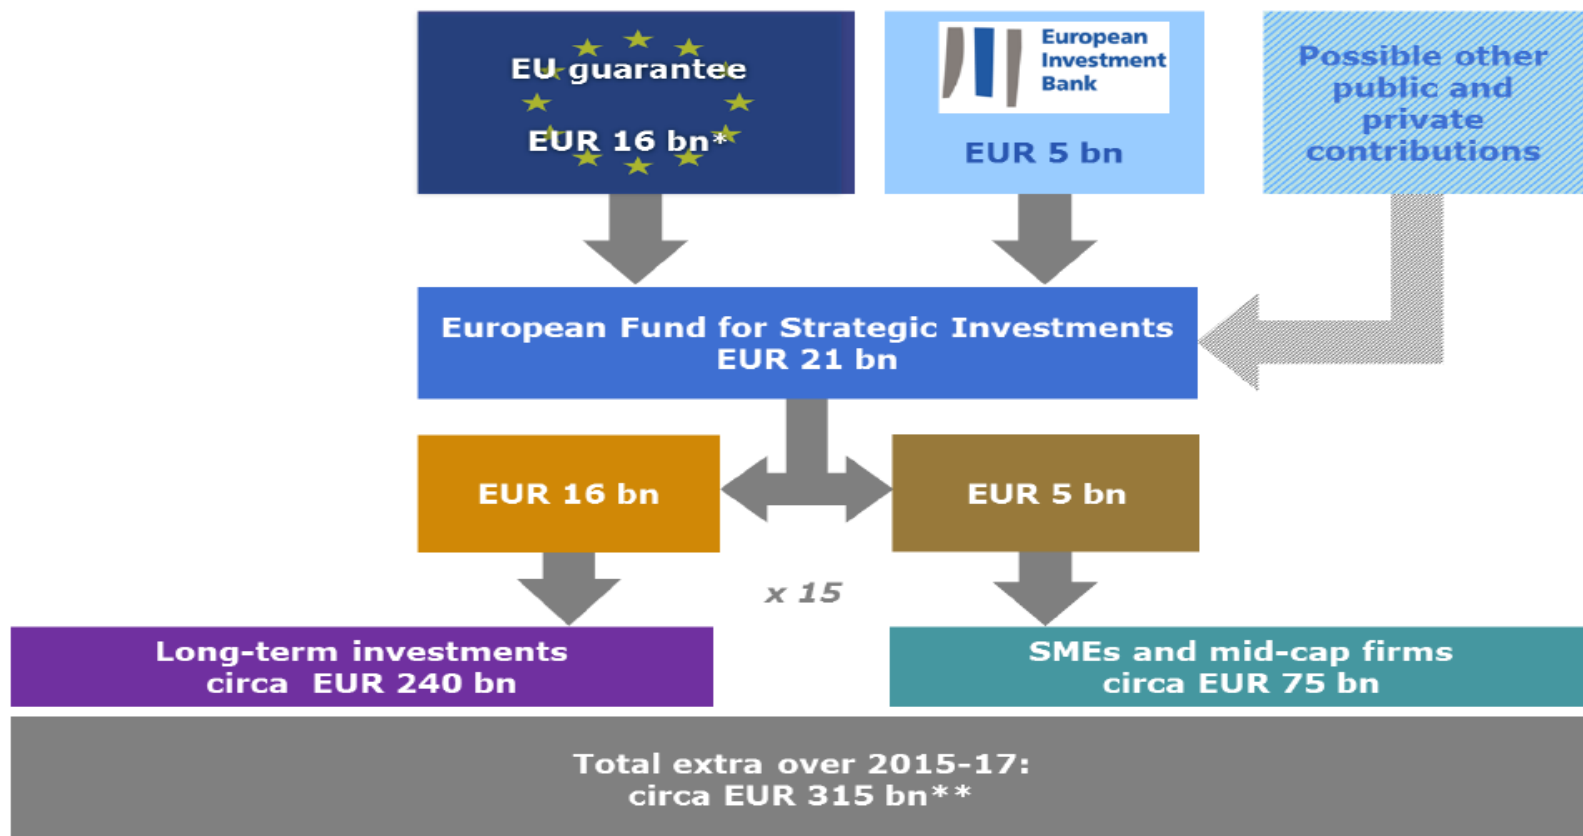 EU guarantee
EUR 16 bn*
European
Investment
Bank
EUR 5 bn
Possible other
public and
private
contributions
European Fund for Strategic Investments
EUR 21 bn
EUR 16 bn
EUR 5 bn
x 15
Long-term investments
circa EUR 240 bn
SMEs and mid-cap firms
circa EUR 75 bn
Total extra over 2015-17:
circa EUR 315 bn**